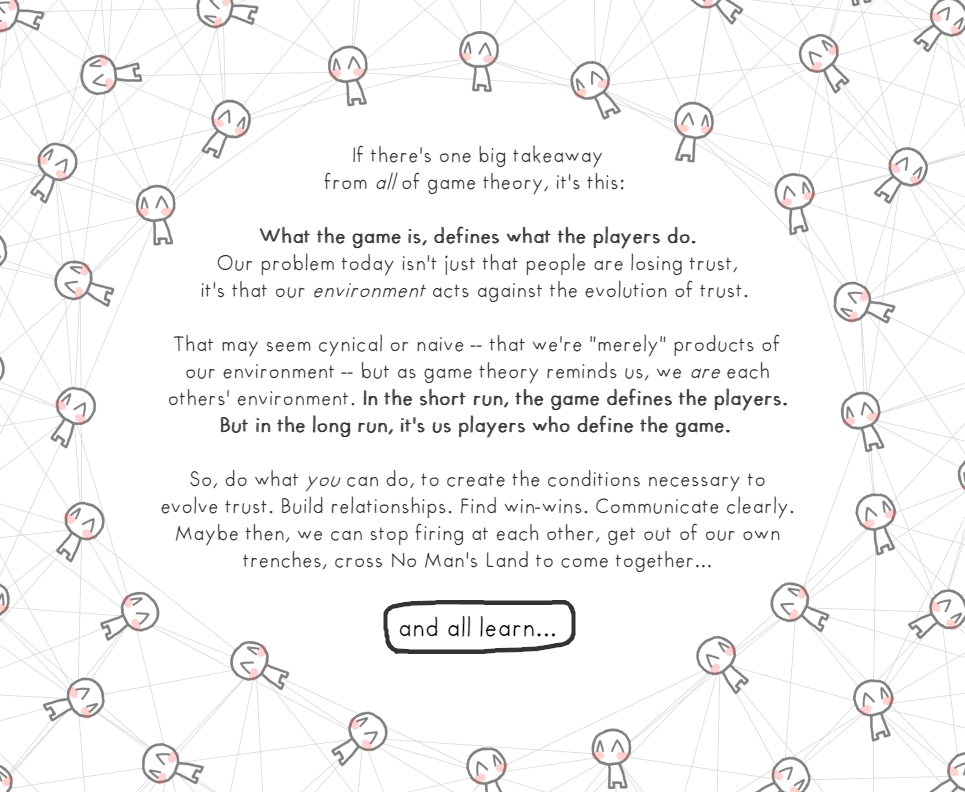 If there's one big takeaway
from all of game theory, it's this:
What the game is, defines what the players do.
Our problem today isn't just that people are losing trust,
it's that our environment acts against the evolution of trust.
That may seem cynical or naive -- that we're "merely" products of
our environment -- but as game theory reminds us, we are each
others' environment. In the short run, the game defines the players.
But in the long run, it's us players who define the game.
So, do what you can do, to create the conditions necessary to
evolve trust. Build relationships. Find win-wins. Communicate clearly.
Maybe then, we can stop firing at each other, get out of our own
trenches, cross No Man's Land to come together...
and all learn...